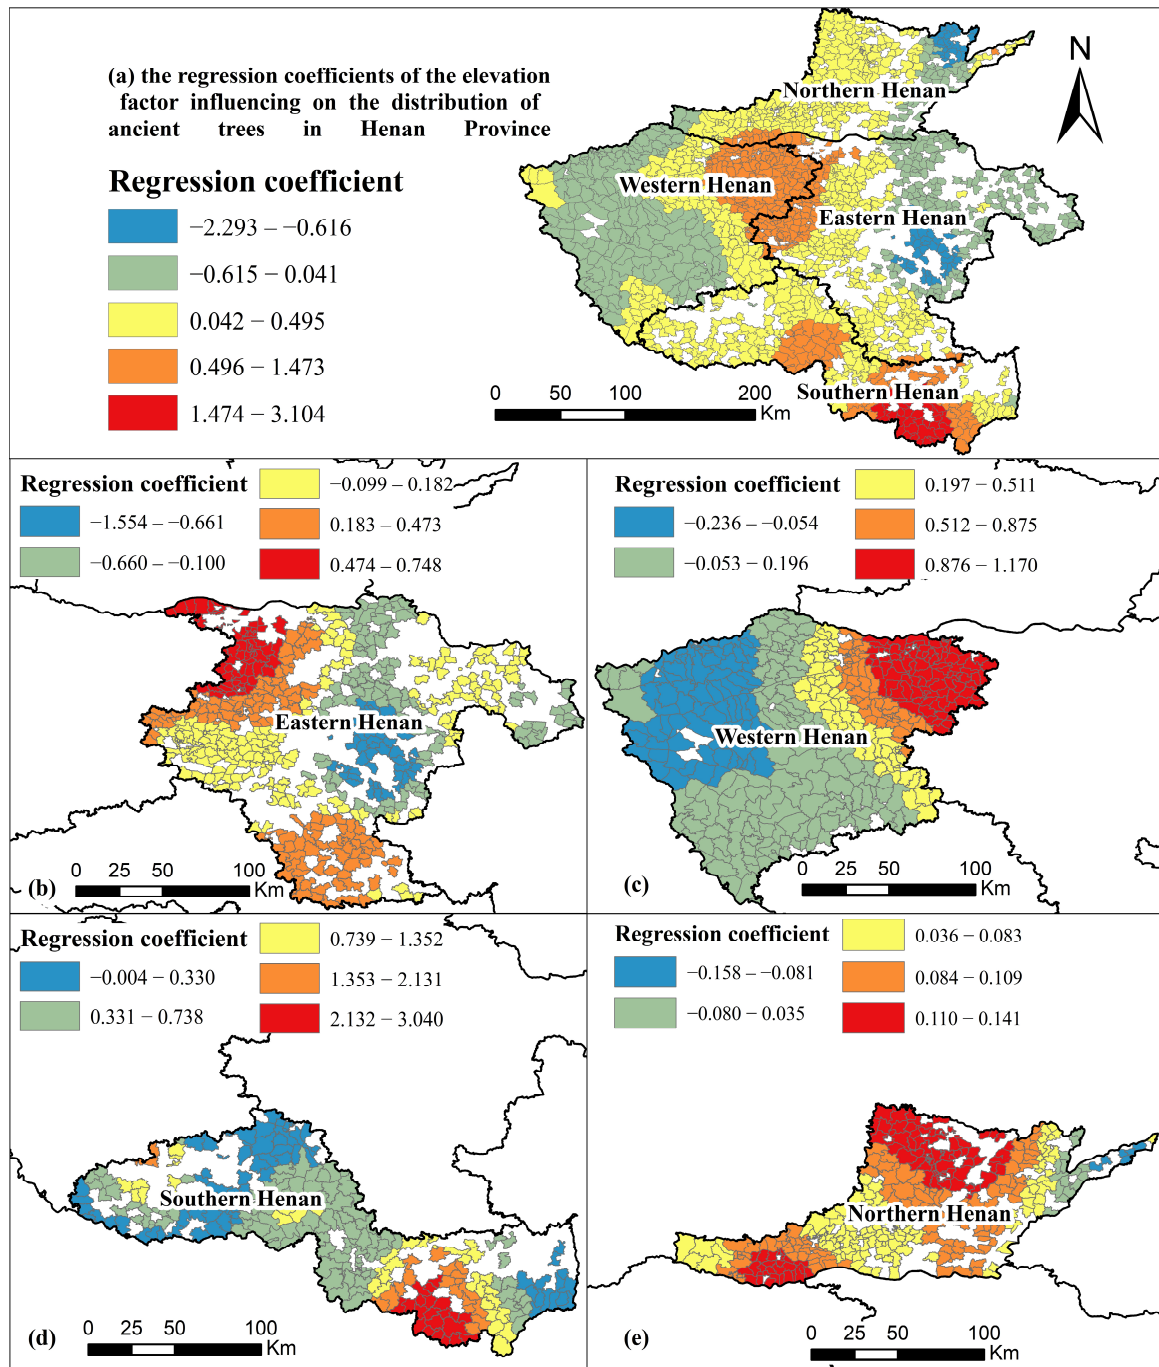 (a) the regression coefficients of the elevation
factor influencing on the distribution of
ancient trees in Henan Province
Regression coefficient
−2.293 – −0.616
−0.615 – 0.041
0.042 – 0.495
0.496 – 1.473
1.474 – 3.104
N
Northern Henan
Western Henan
Eastern Henan
Southern Henan
0 50 100 200
Km
Regression coefficient
−1.554 – −0.661
−0.660 – −0.100
−0.099 – 0.182
0.183 – 0.473
0.474 – 0.748
Eastern Henan
(b)
0 25 50 100
Km
Regression coefficient
−0.236 – −0.054
−0.053 – 0.196
0.197 – 0.511
0.512 – 0.875
0.876 – 1.170
Western Henan
(c)
0 25 50 100
Km
Regression coefficient
−0.004 – 0.330
0.331 – 0.738
0.739 – 1.352
1.353 – 2.131
2.132 – 3.040
Southern Henan
(d)
0 25 50 100
Km
Regression coefficient
−0.158 – −0.081
−0.080 – 0.035
0.036 – 0.083
0.084 – 0.109
0.110 – 0.141
Northern Henan
(e)
0 25 50 100
Km